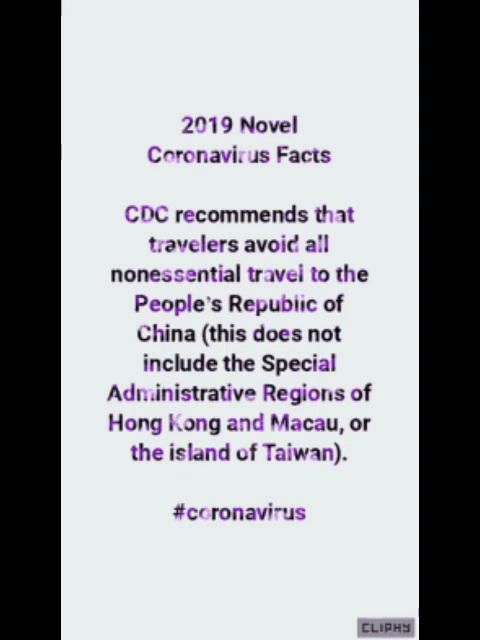 2019 Novel
Coronavirus Facts
CDC recommends that
travelers avoid all
nonessential travel to the
People's Republic of
China (this does not
include the Special
Administrative Regions of
Hong Kong and Macau, or
the island of Taiwan).
#coronavirus
CLIPHY